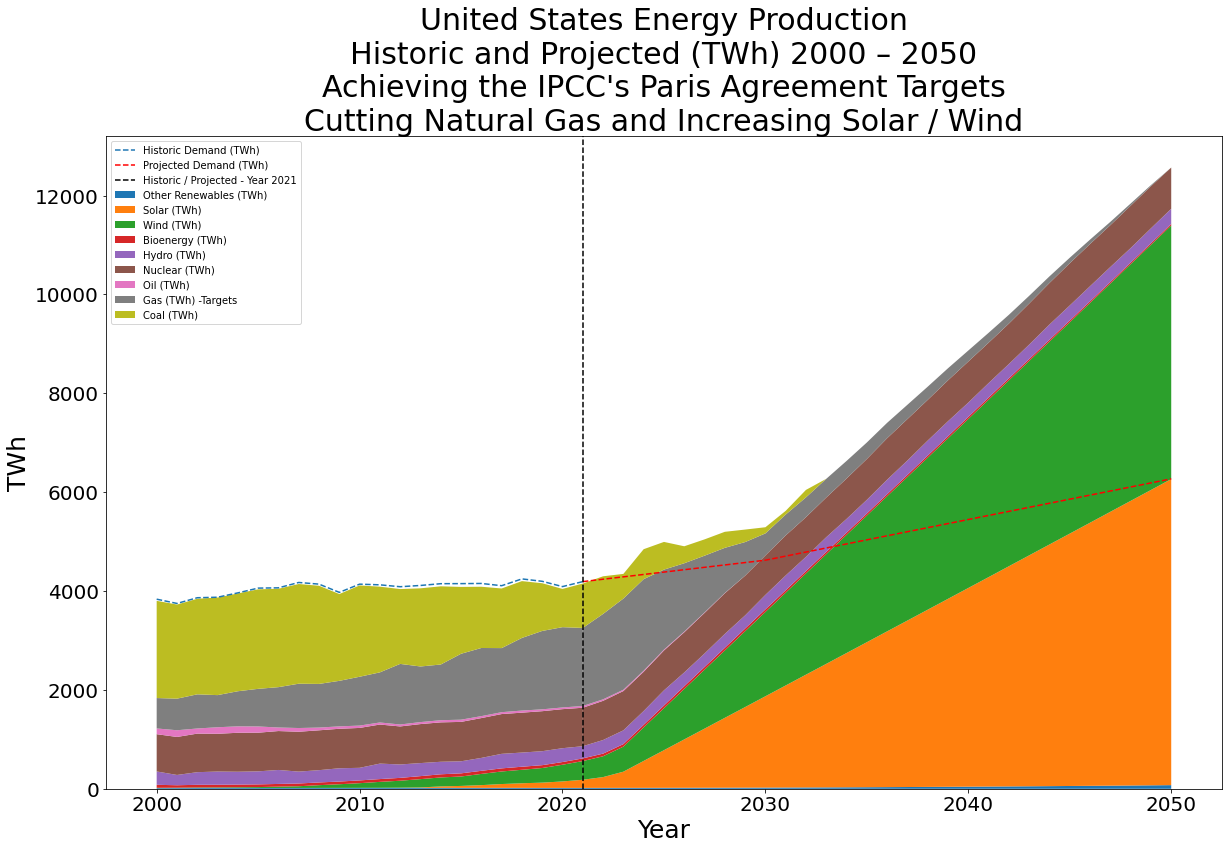 United States Energy Production
Historic and Projected (TWh) 2000 – 2050
Achieving the IPCC's Paris Agreement Targets
Cutting Natural Gas and Increasing Solar / Wind
Historic Demand (TWh)
Projected Demand (TWh)
Historic / Projected - Year 2021
Other Renewables (TWh)
Solar (TWh)
Wind (TWh)
Bioenergy (TWh)
Hydro (TWh)
Nuclear (TWh)
Oil (TWh)
Gas (TWh) -Targets
Coal (TWh)
12000
10000
8000
6000
4000
2000
0
TWh
2000
2010
2020
2030
2040
2050
Year